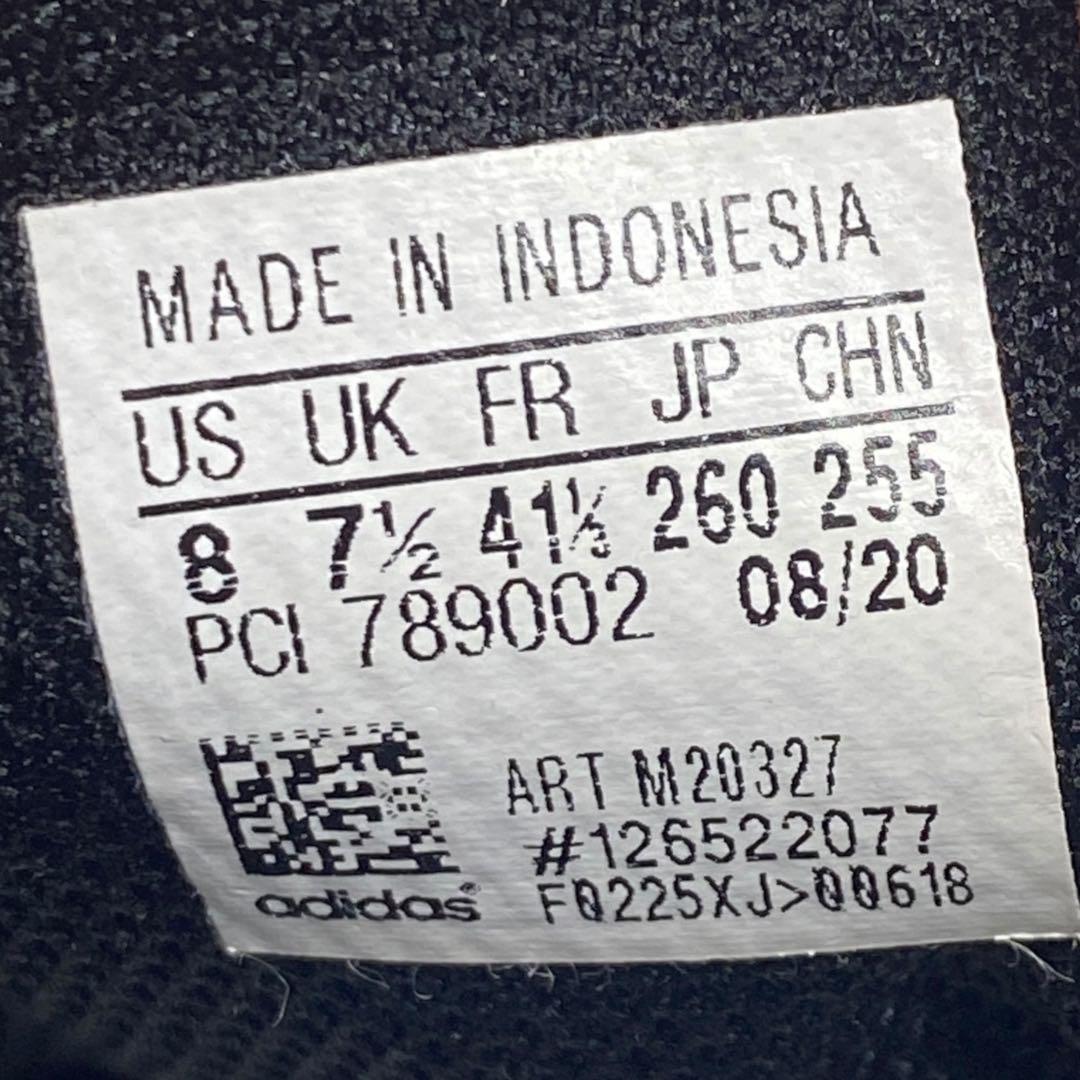 MADE IN INDONESIA
US UK FR JP CHN
8 7½ 41⅓ 260 255
PCI 789002 08/20
ART M20327
#126522077
adidas® F0225XJ>00618